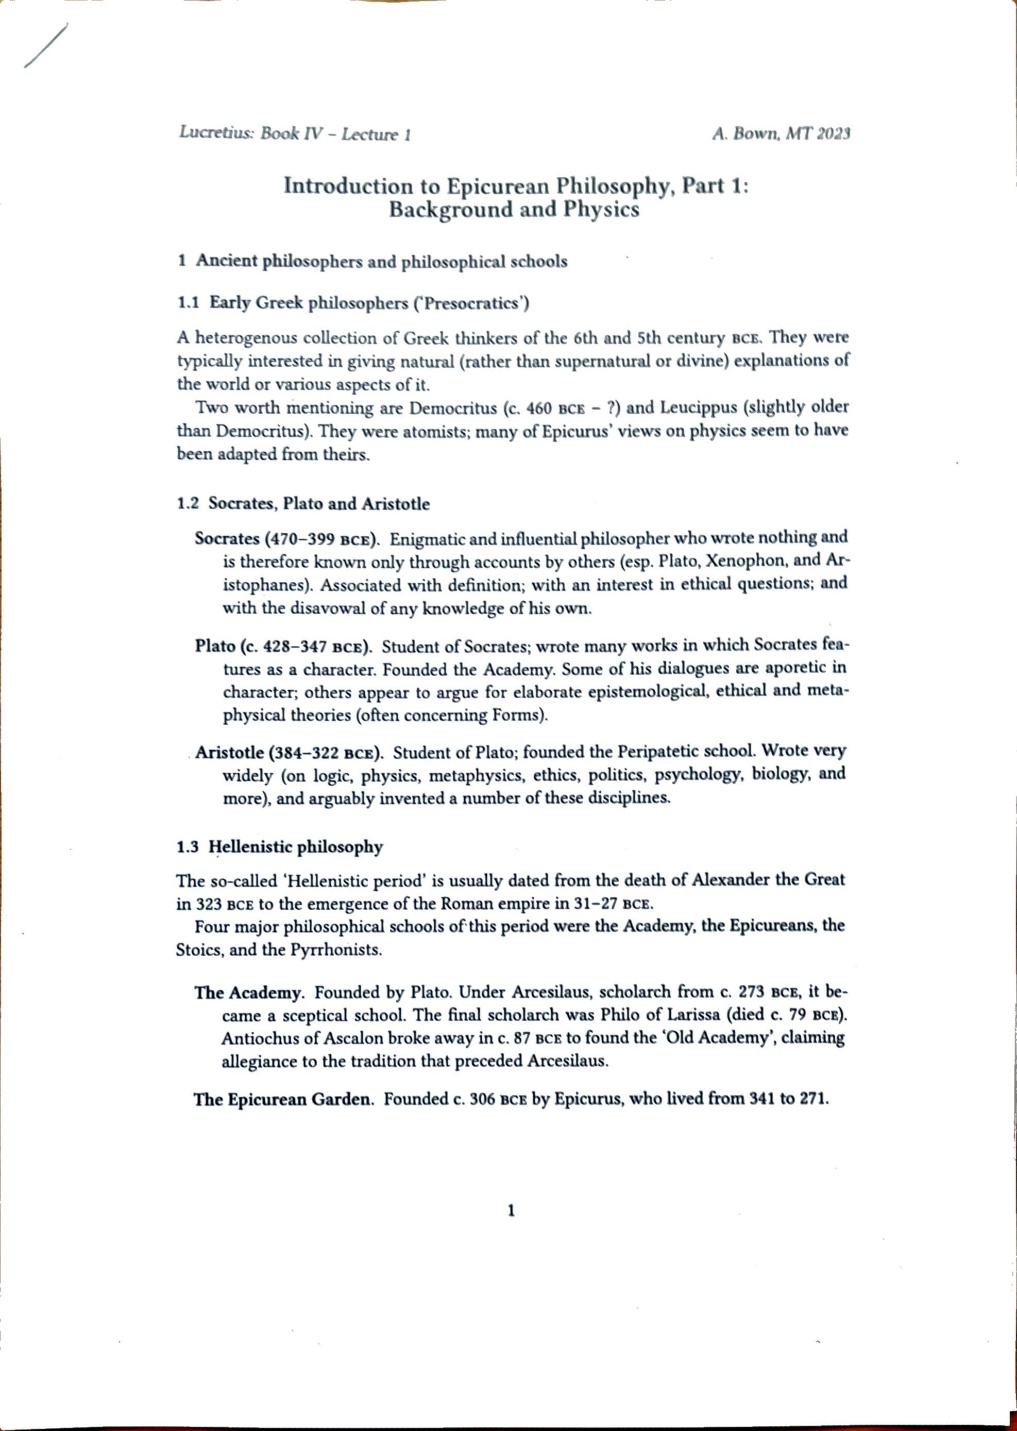 Lucretius: Book IV – Lecture 1
A. Bown, MT 2023
Introduction to Epicurean Philosophy, Part 1:
Background and Physics
1 Ancient philosophers and philosophical schools
1.1 Early Greek philosophers (‘Presocratics’)
A heterogenous collection of Greek thinkers of the 6th and 5th century BCE. They were
typically interested in giving natural (rather than supernatural or divine) explanations of
the world or various aspects of it.
Two worth mentioning are Democritus (c. 460 BCE – ?) and Leucippus (slightly older
than Democritus). They were atomists; many of Epicurus’ views on physics seem to have
been adapted from theirs.
1.2 Socrates, Plato and Aristotle
Socrates (470–399 BCE). Enigmatic and influential philosopher who wrote nothing and
is therefore known only through accounts by others (esp. Plato, Xenophon, and Ar-
istophanes). Associated with definition; with an interest in ethical questions; and
with the disavowal of any knowledge of his own.
Plato (c. 428–347 BCE). Student of Socrates; wrote many works in which Socrates fea-
tures as a character. Founded the Academy. Some of his dialogues are aporetic in
character; others appear to argue for elaborate epistemological, ethical and meta-
physical theories (often concerning Forms).
Aristotle (384–322 BCE). Student of Plato; founded the Peripatetic school. Wrote very
widely (on logic, physics, metaphysics, ethics, politics, psychology, biology, and
more), and arguably invented a number of these disciplines.
1.3 Hellenistic philosophy
The so-called ‘Hellenistic period’ is usually dated from the death of Alexander the Great
in 323 BCE to the emergence of the Roman empire in 31–27 BCE.
Four major philosophical schools of this period were the Academy, the Epicureans, the
Stoics, and the Pyrrhonists.
The Academy. Founded by Plato. Under Arcesilaus, scholarch from c. 273 BCE, it be-
came a sceptical school. The final scholarch was Philo of Larissa (died c. 79 BCE).
Antiochus of Ascalon broke away in c. 87 BCE to found the ‘Old Academy’, claiming
allegiance to the tradition that preceded Arcesilaus.
The Epicurean Garden. Founded c. 306 BCE by Epicurus, who lived from 341 to 271.
1